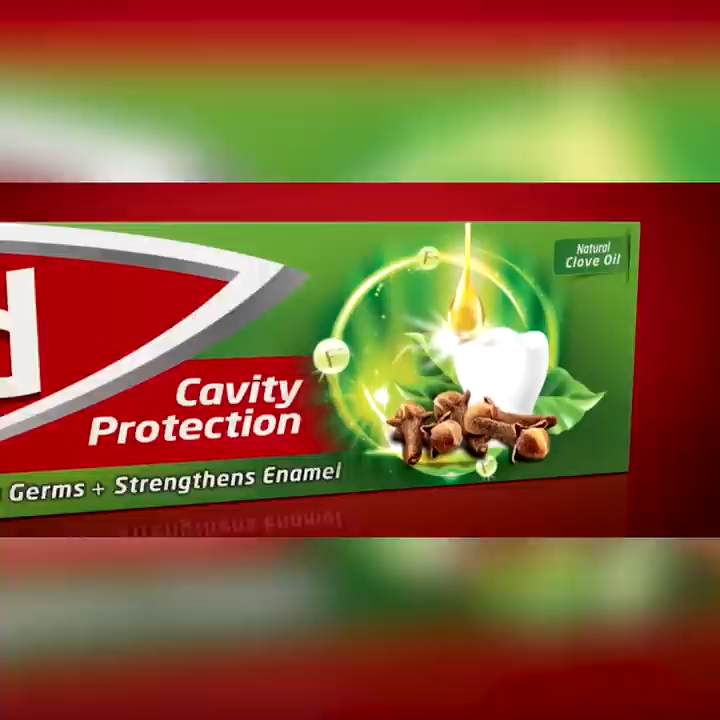 Natural
Clove Oil
d
Cavity
Protection
Germs + Strengthens Enamel
F
F